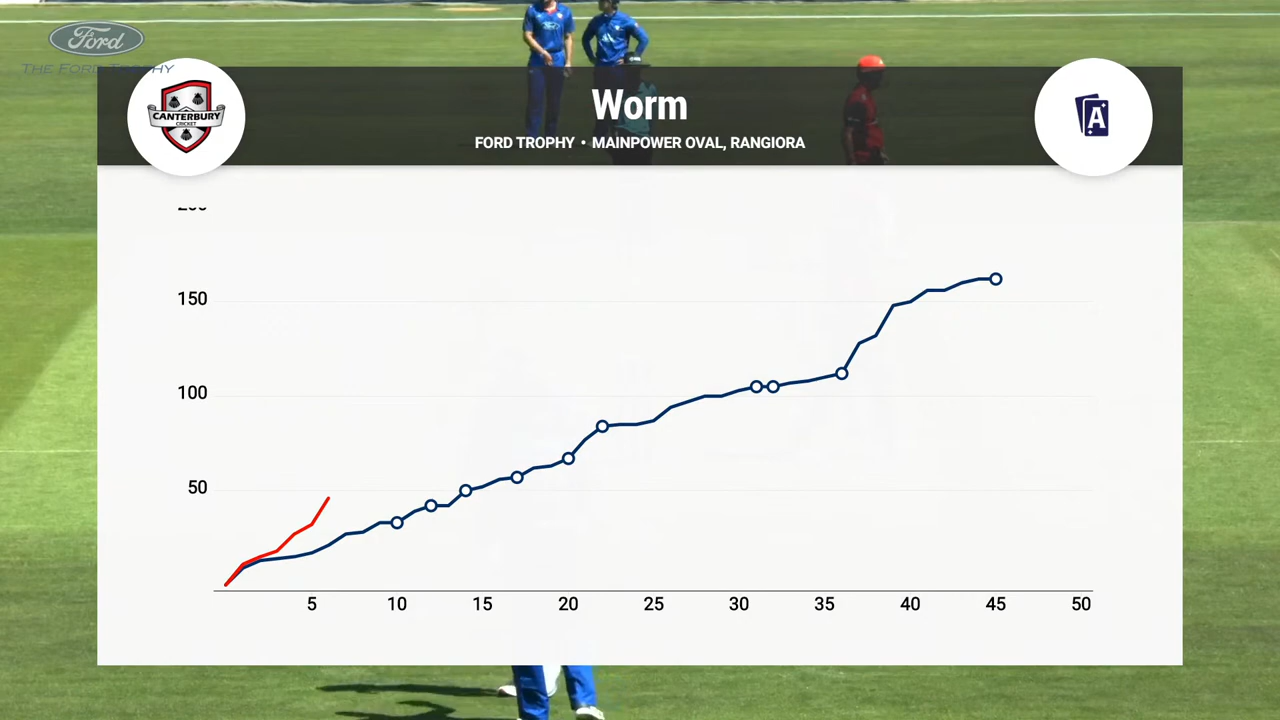 Ford
THE FORD TROPHY
CANTERBURY
CRICKET
Worm
A
FORD TROPHY • MAINPOWER OVAL, RANGIORA
200
150
100
50
5 10 15 20 25 30 35 40 45 50